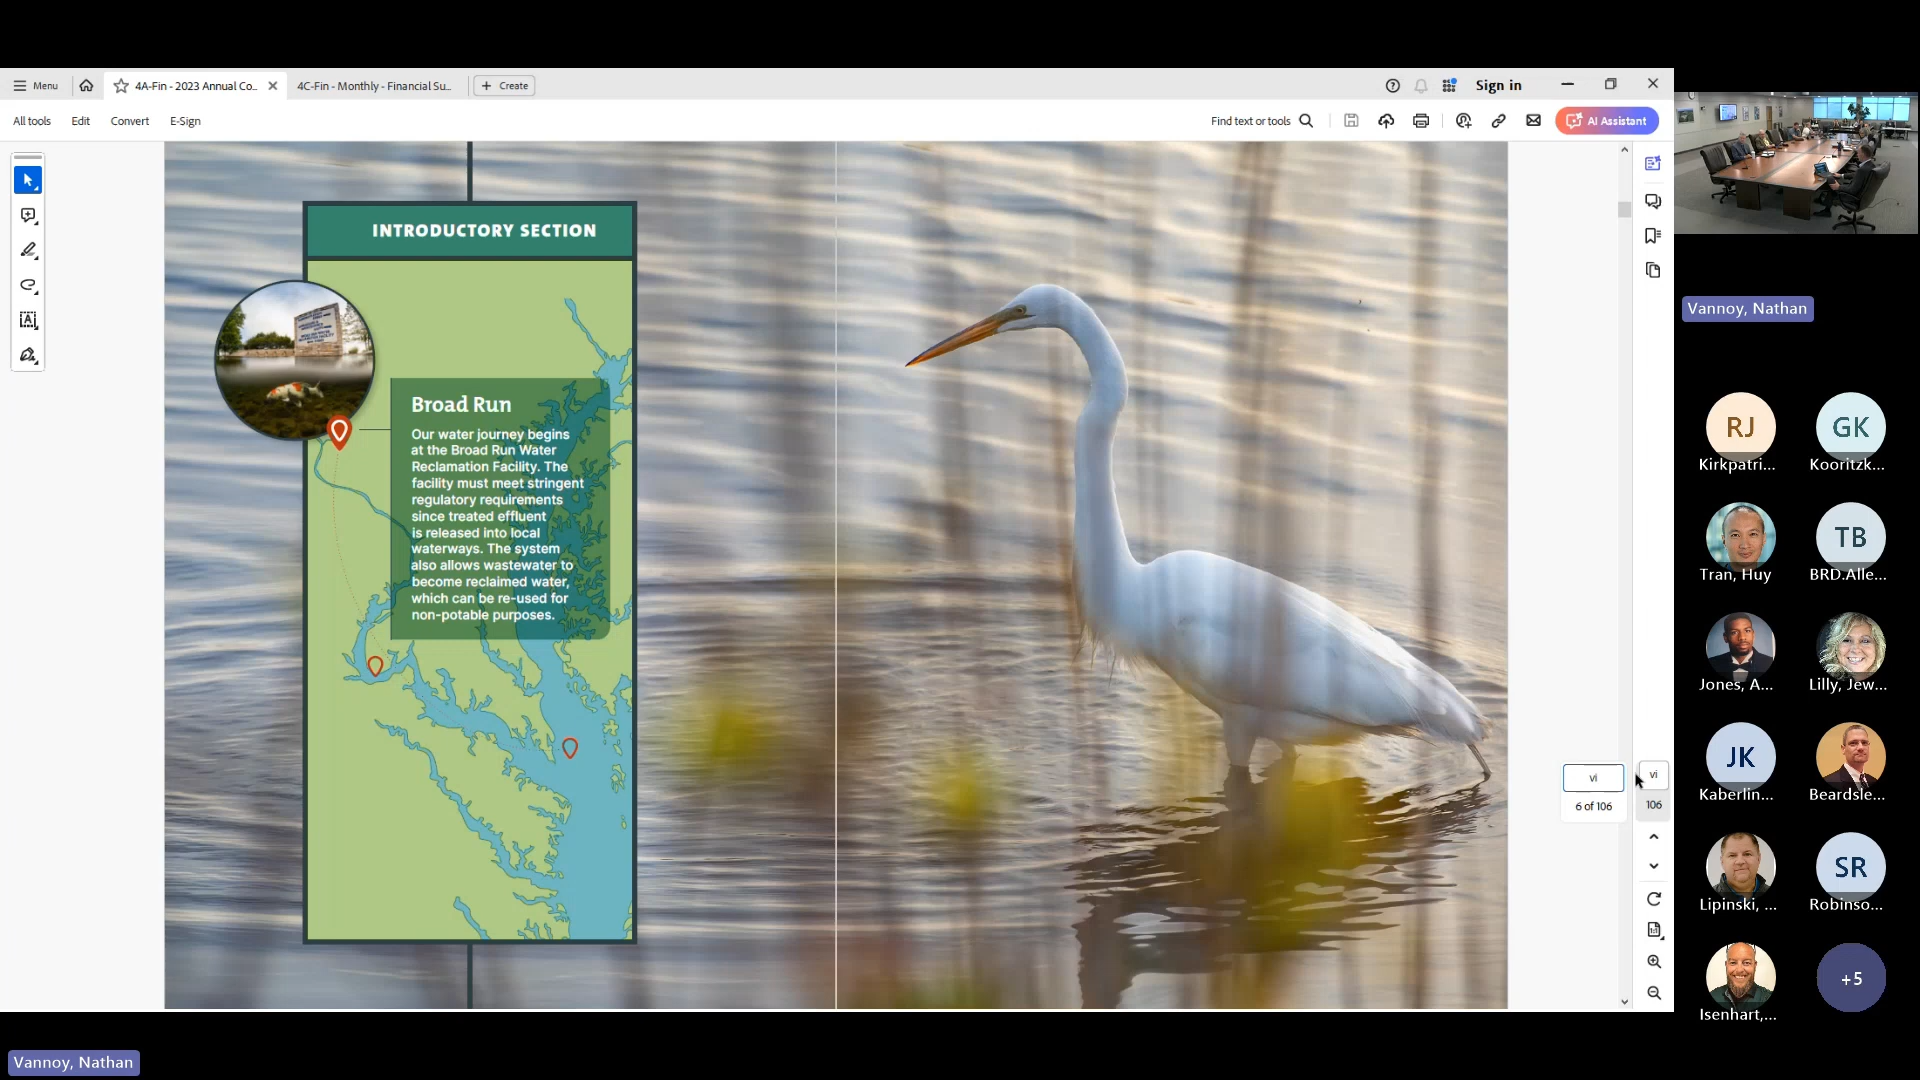 Menu
4A-Fin - 2023 Annual Co...
4C-Fin - Monthly - Financial Su...
Create
Sign in
All tools
Edit
Convert
E-Sign
Find text or tools
AI Assistant
INTRODUCTORY SECTION
Broad Run
Our water journey begins
at the Broad Run Water
Reclamation Facility. The
facility must meet stringent
regulatory requirements
since treated effluent
is released into local
waterways. The system
also allows wastewater to
become reclaimed water,
which can be re-used for
non-potable purposes.
vi
6 of 106
vi
106
Vannoy, Nathan
RJ
Kirkpatri...
GK
Kooritzk...
Tran, Huy
TB
BRD.Alle...
Jones, A...
Lilly, Jew...
JK
Kaberlin...
Beardsle...
Lipinski, ...
SR
Robinso...
Isenhart,...
+5
Vannoy, Nathan